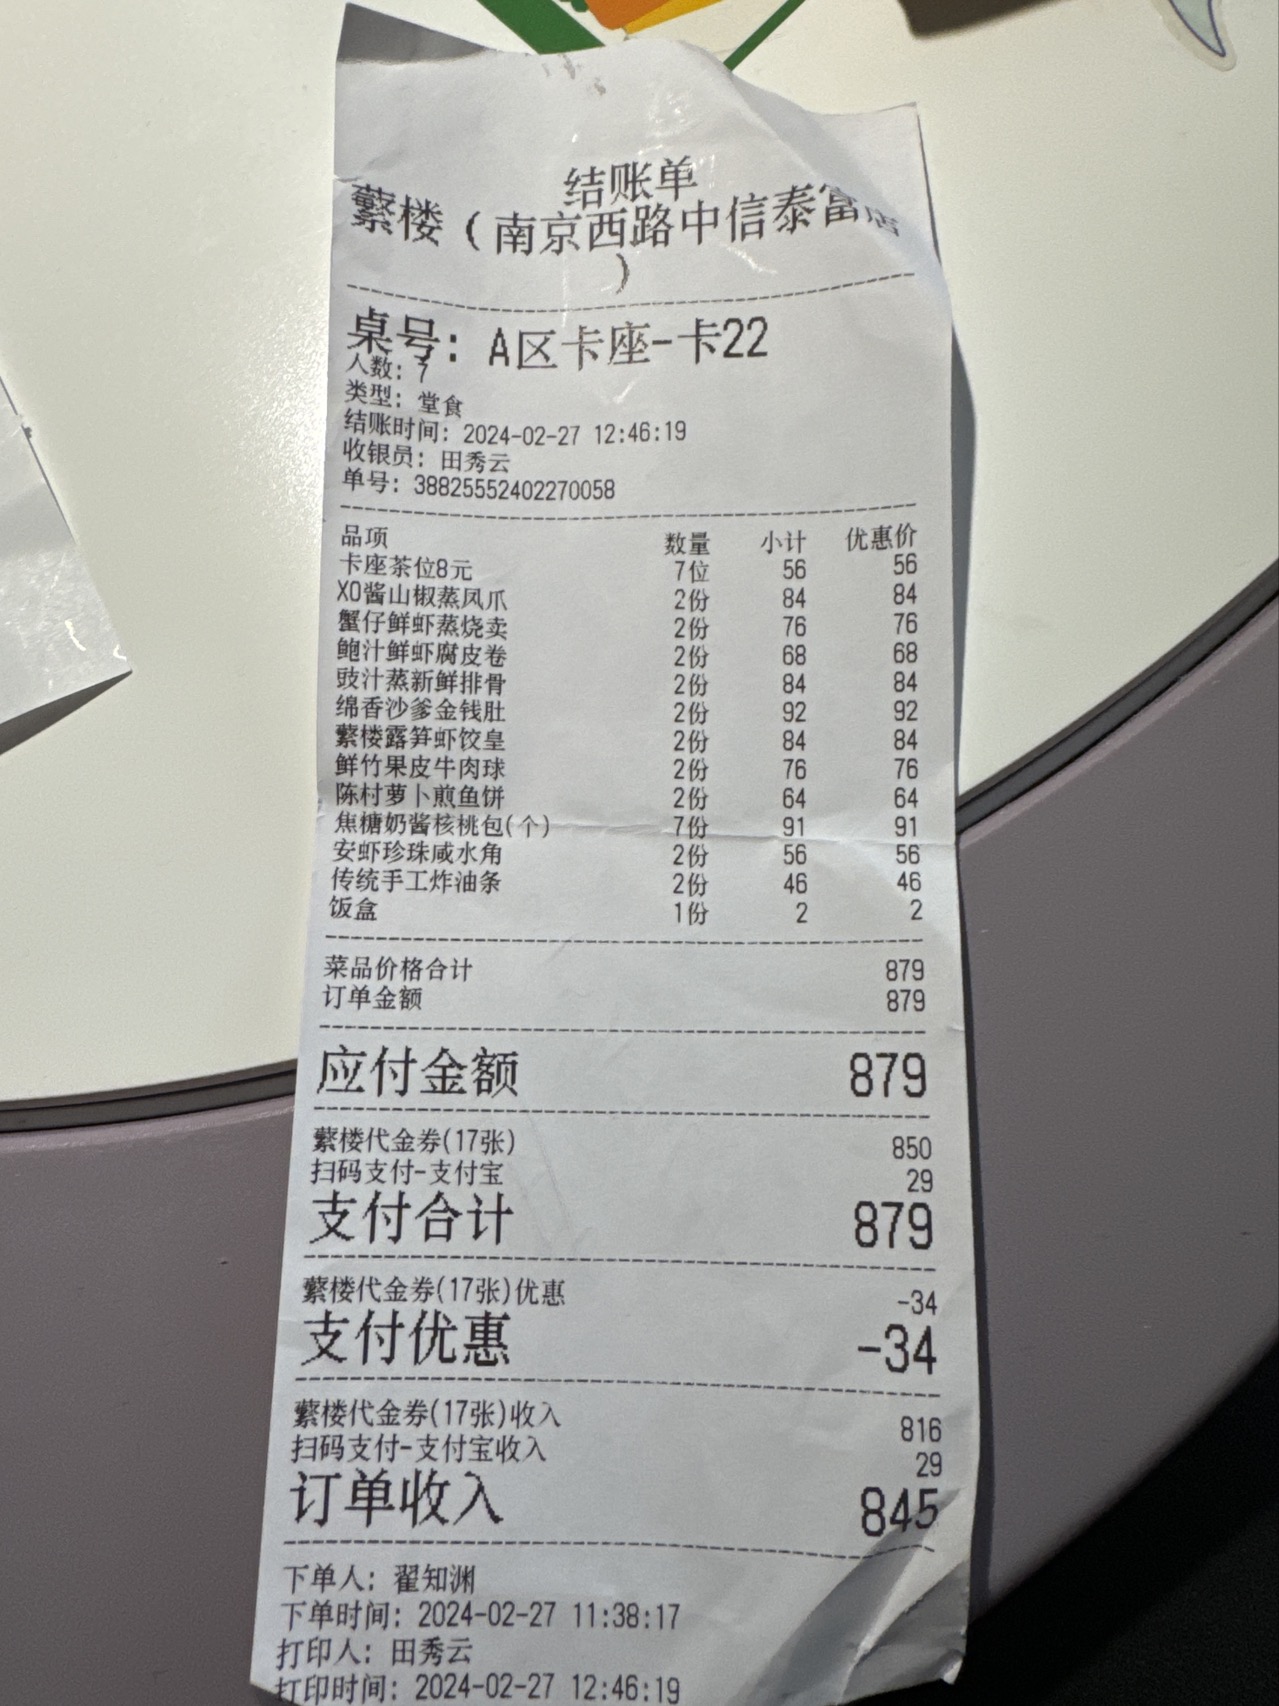 结账单
蘩楼（南京西路中信泰富店
）
桌号：A区卡座-卡22
人数：7
类型：堂食
结账时间：2024-02-27 12:46:19
收银员：田秀云
单号：38825552402270058
品项 数量 小计 优惠价
卡座茶位8元 7位 56 56
XO酱山椒蒸凤爪 2份 84 84
蟹仔鲜虾蒸烧卖 2份 76 76
鲍汁鲜虾腐皮卷 2份 68 68
豉汁蒸新鲜排骨 2份 84 84
绵香沙爹金钱肚 2份 92 92
蘩楼露笋虾饺皇 2份 84 84
鲜竹果皮牛肉球 2份 76 76
陈村萝卜煎鱼饼 2份 64 64
焦糖奶酱核桃包(个) 7份 91 91
安虾珍珠咸水角 2份 56 56
传统手工炸油条 2份 46 46
饭盒 1份 2 2
菜品价格合计 879
订单金额 879
应付金额 879
蘩楼代金券(17张) 850
扫码支付-支付宝 29
支付合计 879
蘩楼代金券(17张)优惠 -34
支付优惠 -34
蘩楼代金券(17张)收入 816
扫码支付-支付宝收入 29
订单收入 845
下单人：翟知渊
下单时间：2024-02-27 11:38:17
打印人：田秀云
打印时间：2024-02-27 12:46:19